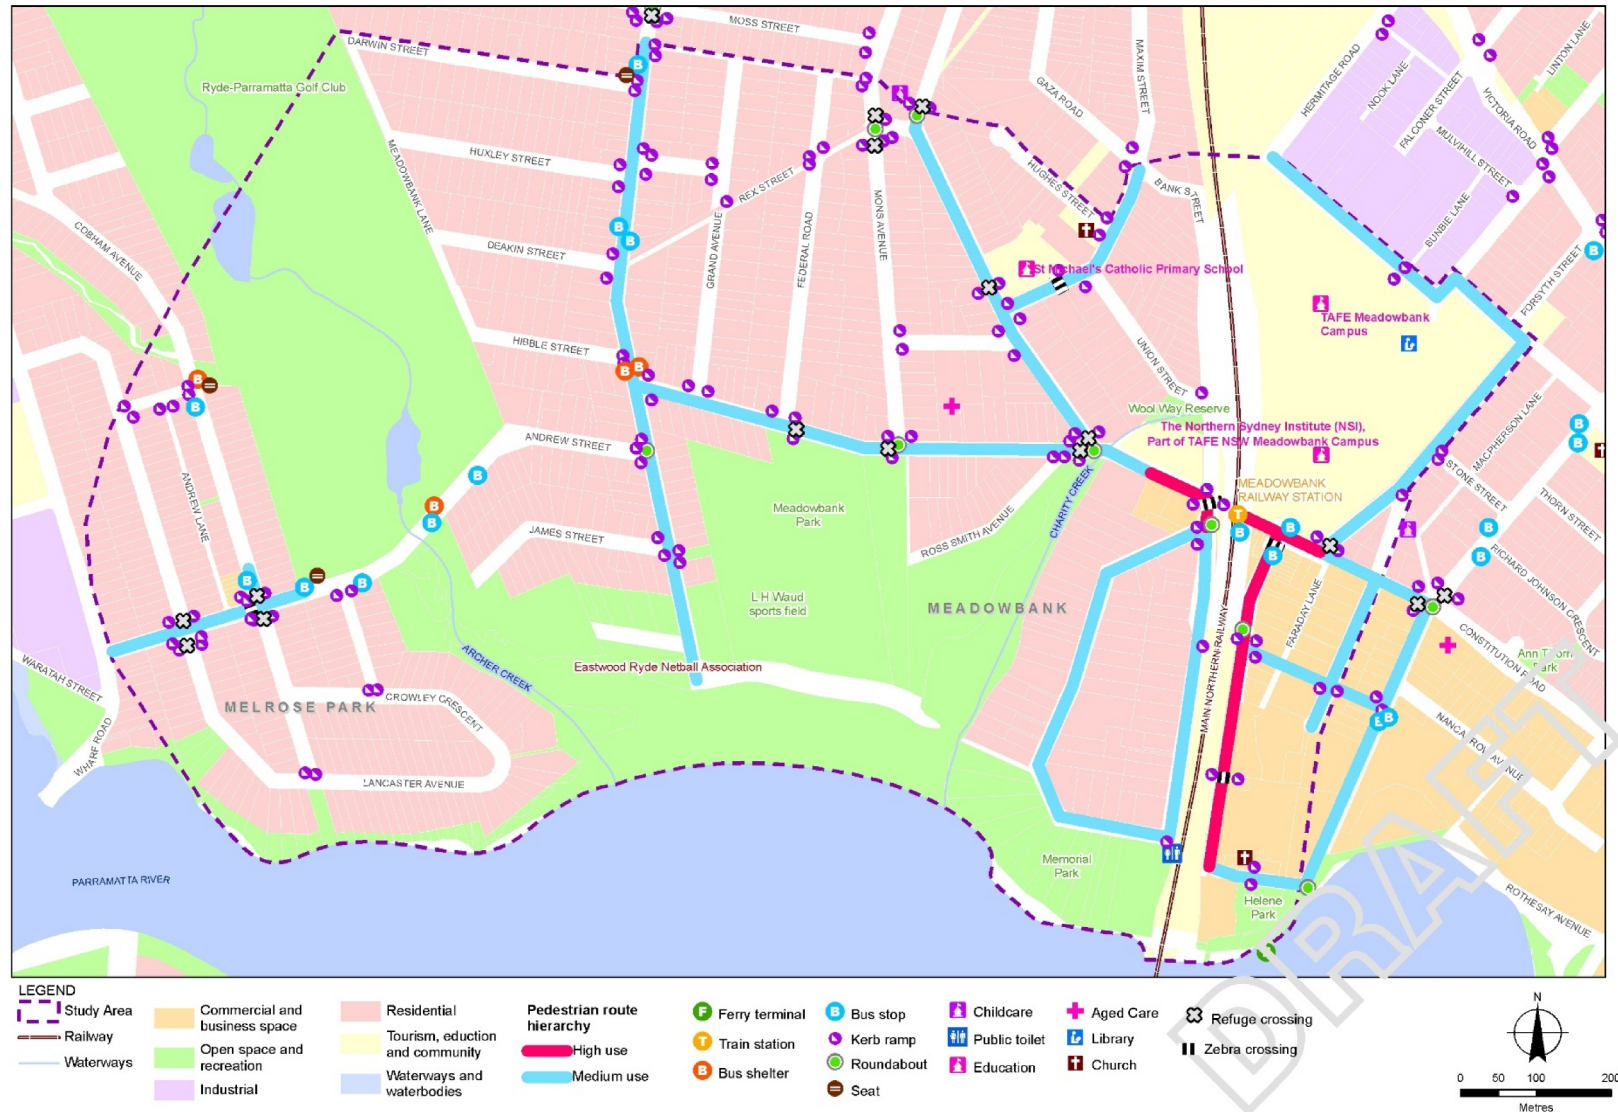 MOSS STREET
DARWIN STREET
Ryde-Parramatta Golf Club
MEADOWBANK LANE
HUXLEY STREET
REX STREET
GRAND AVENUE
FEDERAL ROAD
MONS AVENUE
DEAKIN STREET
HIBBLE STREET
COBHAM AVENUE
GAZA ROAD
MAXIM STREET
HUGHES STREET
BANK STREET
HERMITAGE ROAD
NOOK LANE
FALCONER STREET
VICTORIA ROAD
LINTON LANE
MULVIHILL STREET
BUNBIE LANE
FORSYTH STREET
St Michael's Catholic Primary School
TAFE Meadowbank
Campus
UNION STREET
Wool Way Reserve
The Northern Sydney Institute (NSI),
Part of TAFE NSW Meadowbank Campus
MEADOWBANK
RAILWAY STATION
MACPHERSON LANE
STONE STREET
THORN STREET
RICHARD JOHNSON CRESCENT
ANDREW STREET
ANDREW LANE
JAMES STREET
Meadowbank
Park
ROSS SMITH AVENUE
CHARITY CREEK
L H Waud
sports field
MEADOWBANK
MAIN NORTHERN RAILWAY
FARADAY LANE
CONSTITUTION ROAD
Park
Eastwood Ryde Netball Association
ARCHER CREEK
WARATAH STREET
WHARF ROAD
MELROSE PARK
CROWLEY CRESCENT
LANCASTER AVENUE
PARRAMATTA RIVER
Memorial
Park
Helene
Park
ROTHESAY AVENUE
DRAFT
LEGEND
Study Area
Railway
Waterways
Commercial and
business space
Open space and
recreation
Industrial
Residential
Tourism, eduction
and community
Waterways and
waterbodies
Pedestrian route
hierarchy
High use
Medium use
F Ferry terminal
T Train station
B Bus shelter
B Bus stop
Kerb ramp
Roundabout
Seat
Childcare
Public toilet
Education
Aged Care
Library
Church
Refuge crossing
Zebra crossing
N
0 50 100 200
Metres